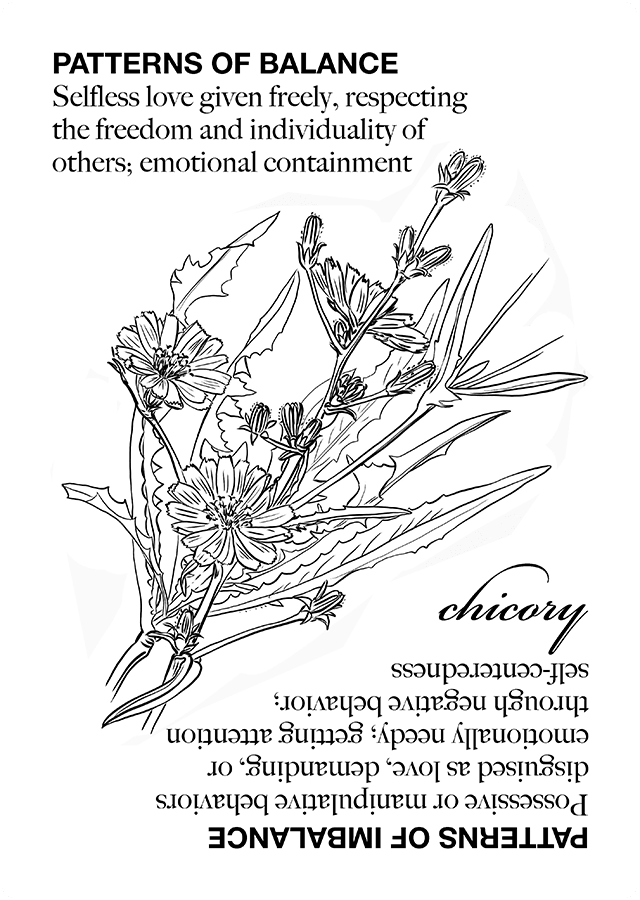 PATTERNS OF BALANCE
Selfless love given freely, respecting
the freedom and individuality of
others; emotional containment
chicory
PATTERNS OF IMBALANCE
Possessive or manipulative behaviors
disguised as love, demanding, or
emotionally needy; getting attention
through negative behavior;
self-centeredness